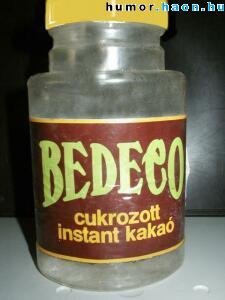 humor.haon.hu
BEDECO
cukrozott
instant kakaó